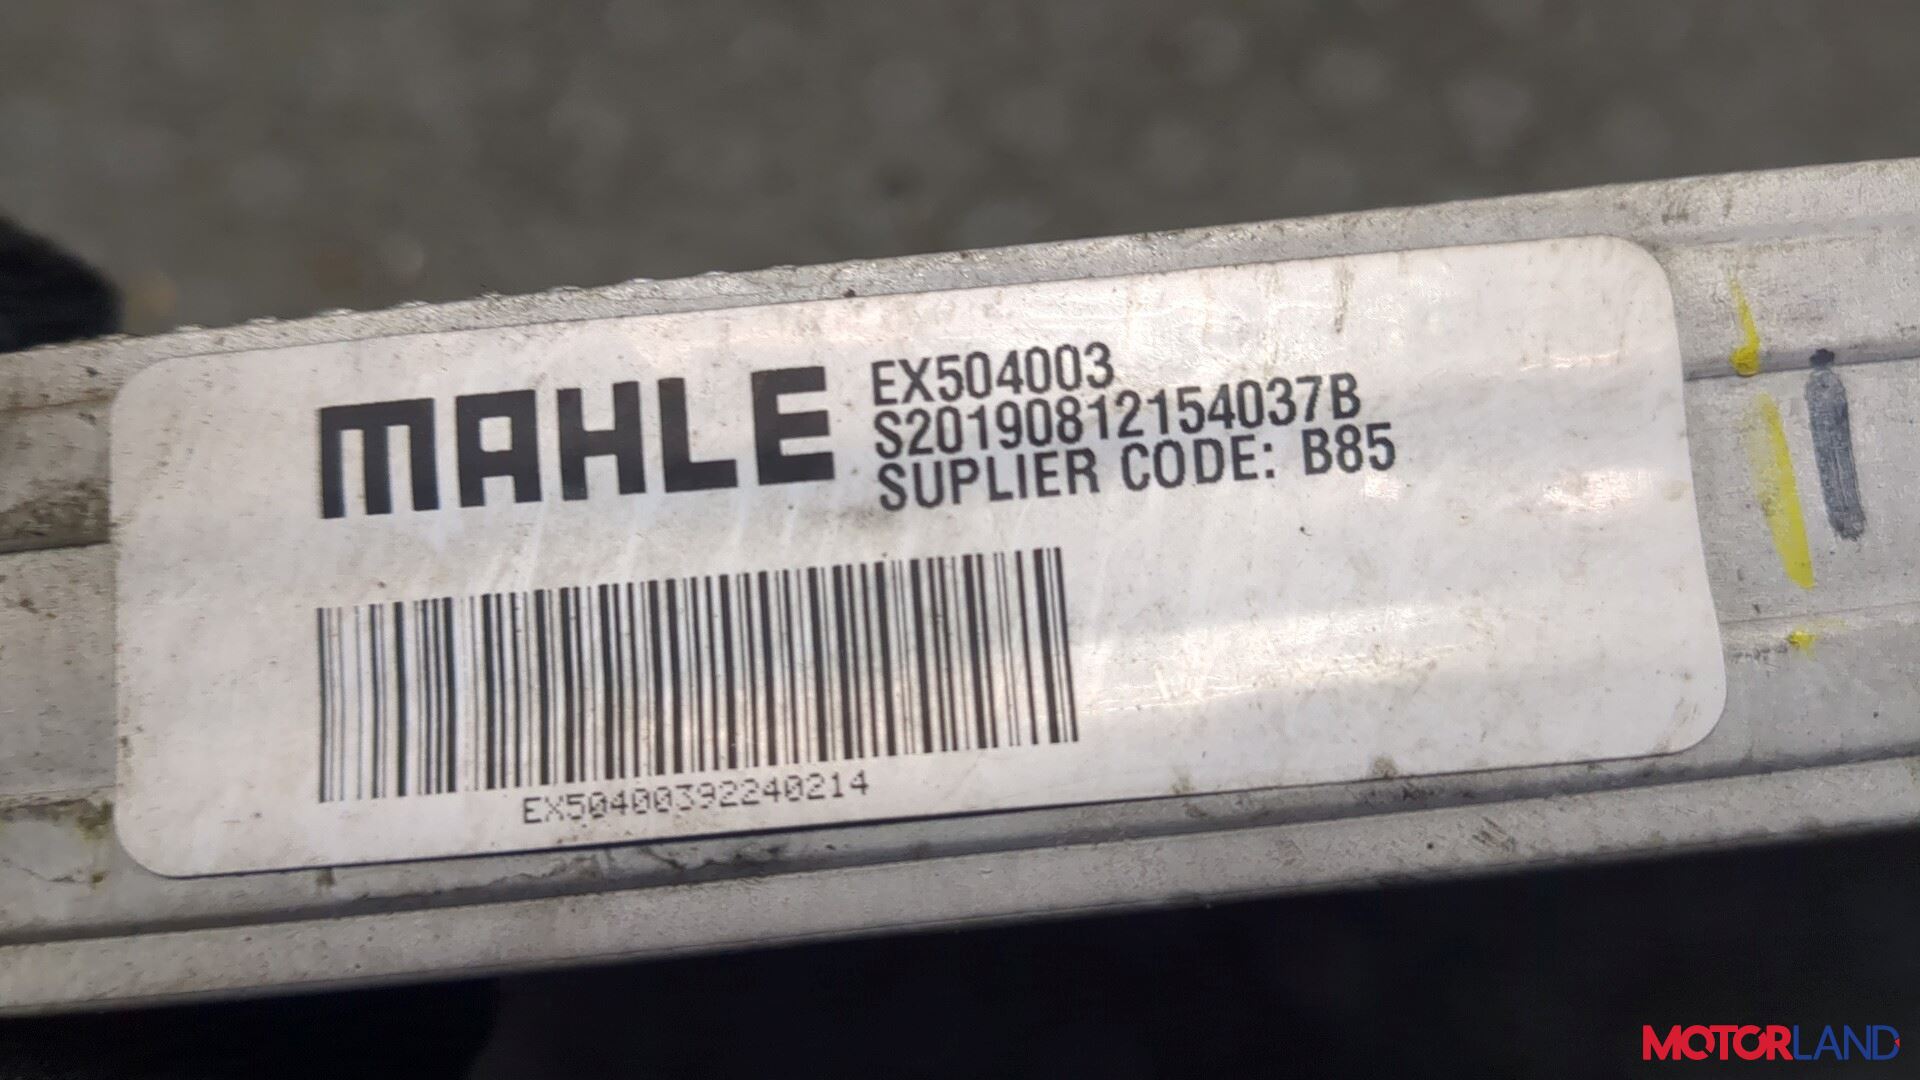 MAHLE
EX504003
S20190812154037B
SUPLIER CODE: B85
EX50400392240214
MOTORLAND